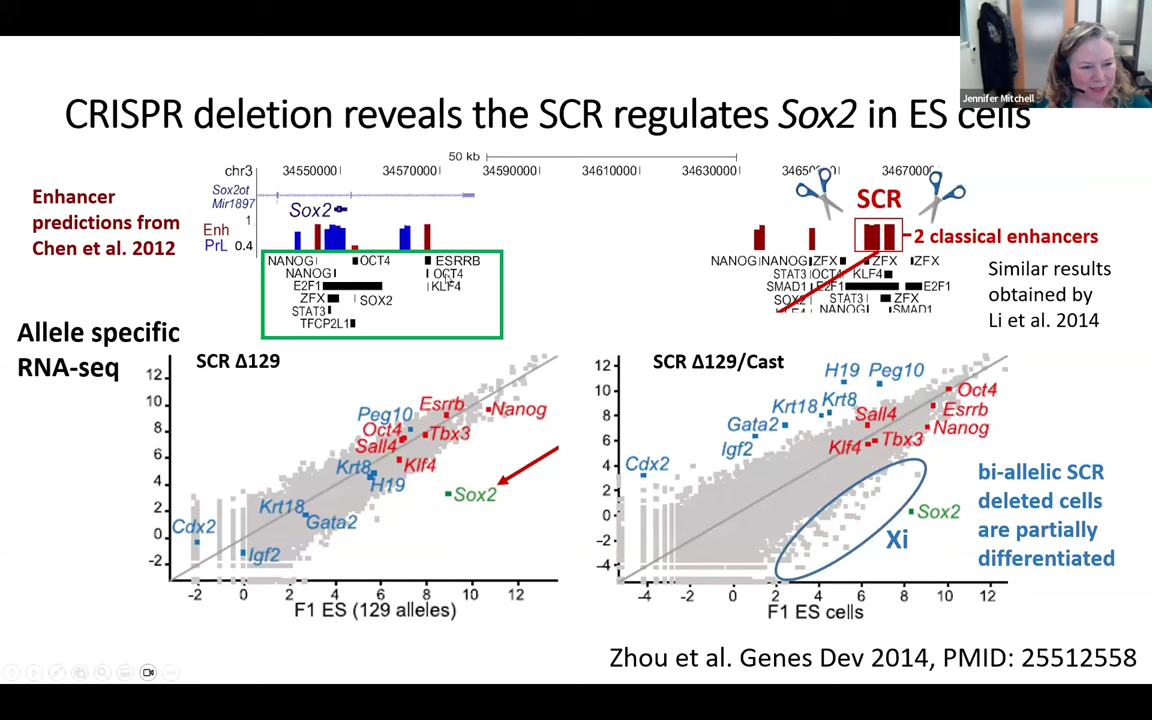 Jennifer Mitchell
CRISPR deletion reveals the SCR regulates Sox2 in ES cells
50 kb
chr3 34550000 34570000 34590000 34610000 34630000 34650000 34670000
Enhancer
predictions from
Chen et al. 2012
Sox2ot
Mir1897
Sox2
SCR
1
Enh
PrL
0.4
2 classical enhancers
NANOG OCT4 ESRRB
NANOG OCT4
E2F1 KLF4
ZFX SOX2
STAT3
TFCP2L1
NANOG NANOG ZFX ZFX ZFX
STAT3 OCT4 KLF4
SMAD1 E2F1 E2F1
SOX2 STAT3 ZFX
NANOG SMAD1
Similar results
obtained by
Li et al. 2014
Allele specific
RNA-seq
SCR Δ129
12
10
8
6
4
2
0
-2
Peg10
Esrrb
Nanog
Oct4
Sall4
Tbx3
Krt8
Klf4
H19
Sox2
Krt18
Cdx2
Gata2
Igf2
-2 0 2 4 6 8 10 12
F1 ES (129 alleles)
SCR Δ129/Cast
12
10
8
6
4
2
0
-2
-4
H19 Peg10
Oct4
Krt18 Krt8
Esrrb
Sall4
Gata2
Nanog
Igf2
Klf4 Tbx3
Cdx2
Sox2
Xi
-4 -2 0 2 4 6 8 10 12
F1 ES cells
bi-allelic SCR
deleted cells
are partially
differentiated
Zhou et al. Genes Dev 2014, PMID: 25512558